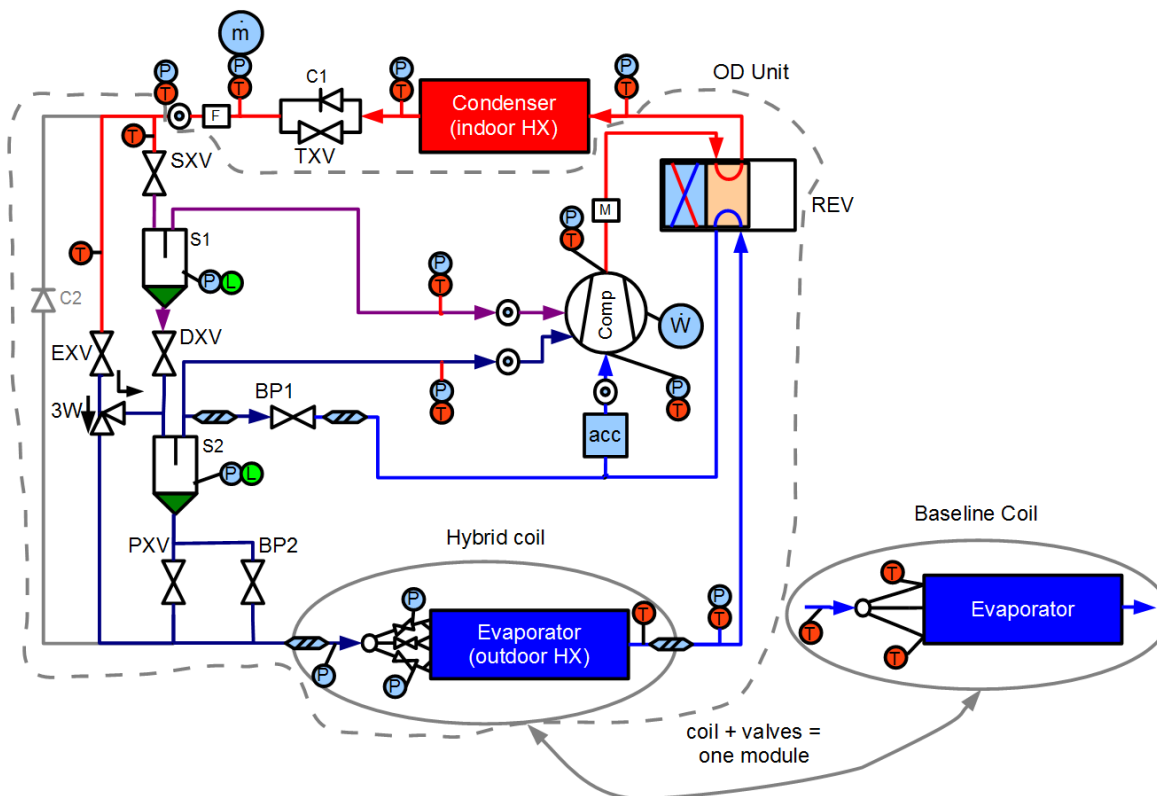 ṁ
P
T
P
T
C1
P
T
P
T
OD Unit
Condenser
(indoor HX)
F
TXV
T
SXV
M
REV
P
T
S1
T
P
L
P
T
Comp
Ẇ
C2
EXV
DXV
3W
BP1
P
T
P
T
acc
S2
P
L
PXV
BP2
Hybrid coil
Baseline Coil
P
Evaporator
(outdoor HX)
T
P
T
P
P
T
Evaporator
T
T
coil + valves =
one module